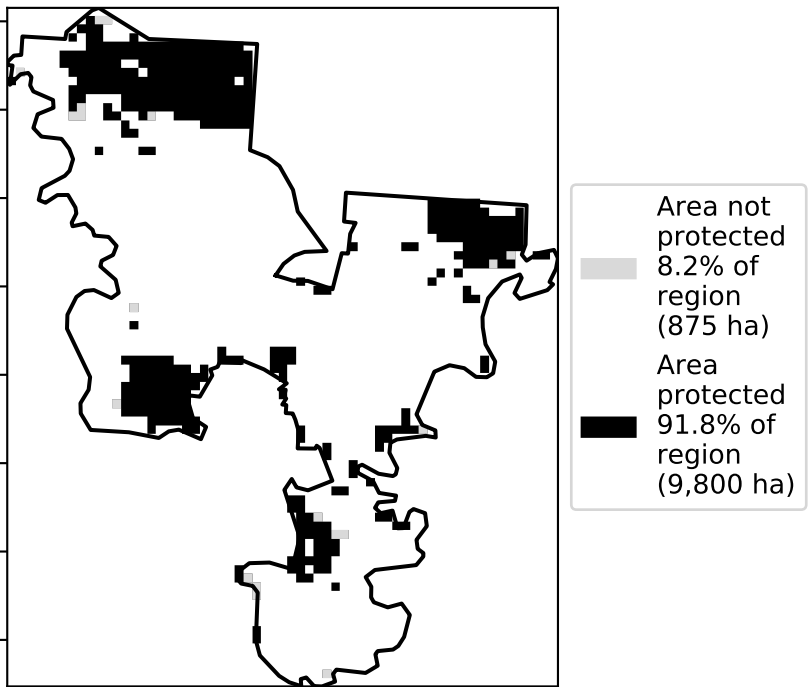 Area not
protected
8.2% of
region
(875 ha)
Area
protected
91.8% of
region
(9,800 ha)